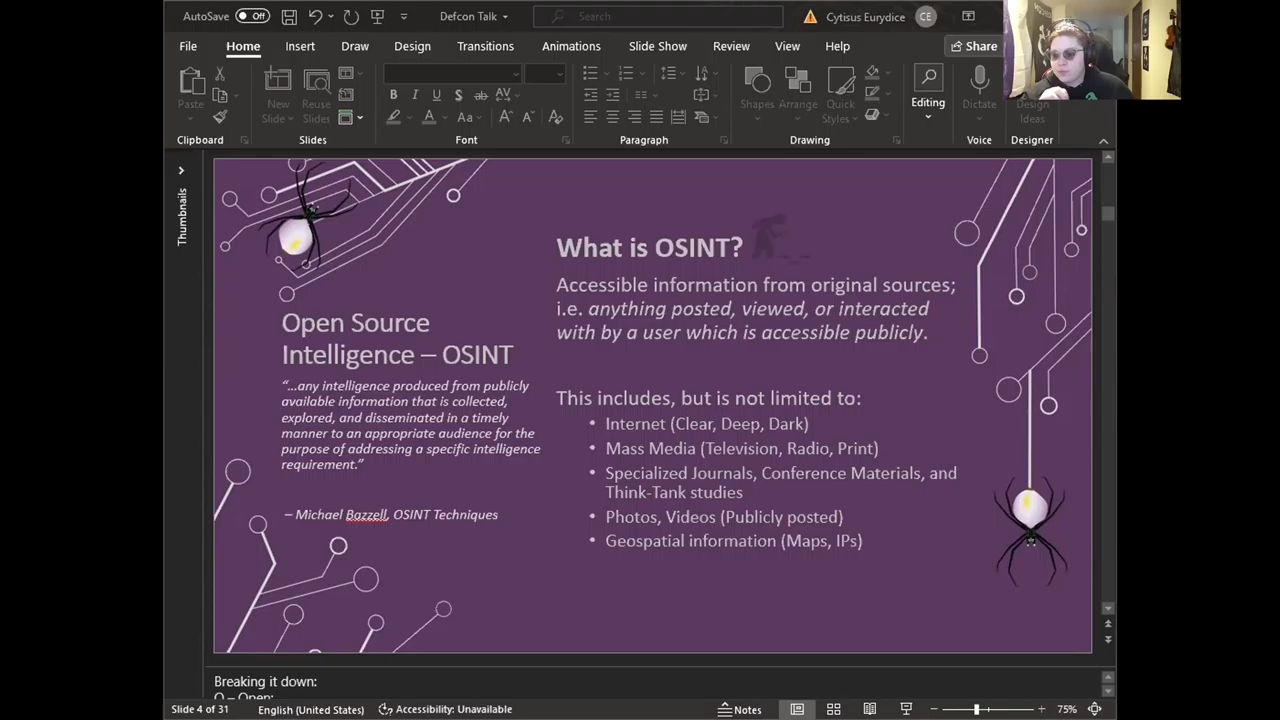 AutoSave Off Defcon Talk Search Cytisus Eurydice CE
File Home Insert Draw Design Transitions Animations Slide Show Review View Help Share
Paste New Slide Reuse Slides Shapes Arrange Quick Styles Editing Dictate Design Ideas
B I U S ab AV
A Aa A A A
Clipboard Slides Font Paragraph Drawing Voice Designer
Thumbnails
Open Source
Intelligence – OSINT
“…any intelligence produced from publicly
available information that is collected,
explored, and disseminated in a timely
manner to an appropriate audience for the
purpose of addressing a specific intelligence
requirement.”
– Michael Bazzell, OSINT Techniques
What is OSINT?
Accessible information from original sources;
i.e. anything posted, viewed, or interacted
with by a user which is accessible publicly.
This includes, but is not limited to:
• Internet (Clear, Deep, Dark)
• Mass Media (Television, Radio, Print)
• Specialized Journals, Conference Materials, and
Think-Tank studies
• Photos, Videos (Publicly posted)
• Geospatial information (Maps, IPs)
Breaking it down:
O – Open:
Slide 4 of 31 English (United States) Accessibility: Unavailable Notes 75%